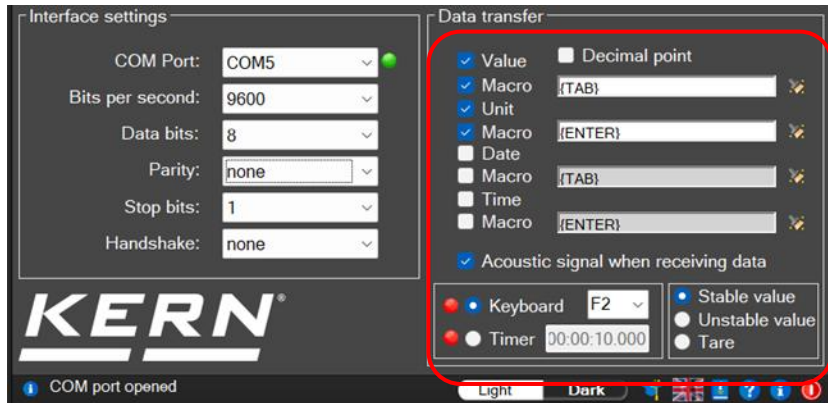 Interface settings
COM Port: COM5
Bits per second: 9600
Data bits: 8
Parity: none
Stop bits: 1
Handshake: none
KERN®
Data transfer
Value Decimal point
Macro {TAB}
Unit
Macro {ENTER}
Date
Macro {TAB}
Time
Macro {ENTER}
Acoustic signal when receiving data
Keyboard F2
Timer 00:00:10.000
Stable value
Unstable value
Tare
COM port opened
Light Dark